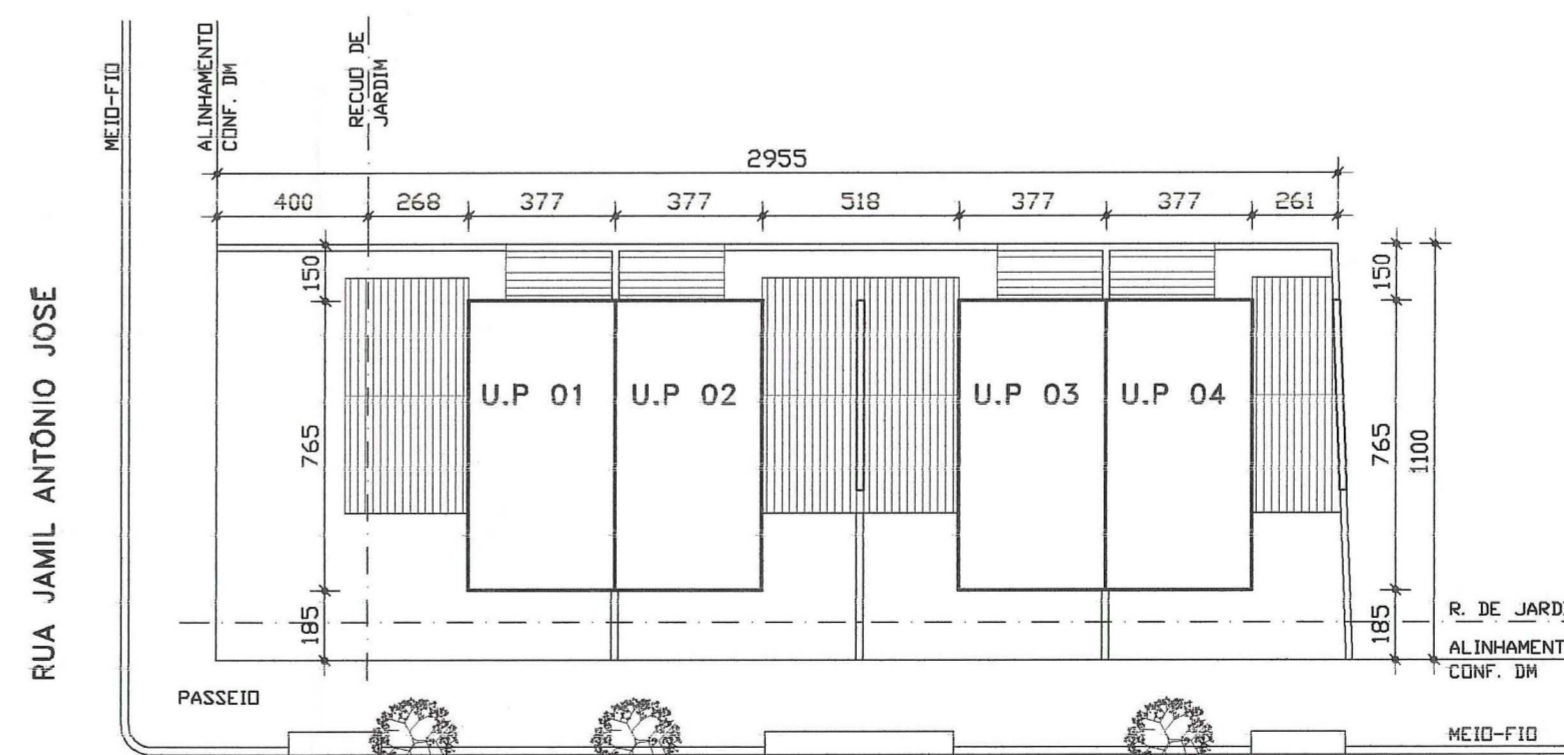 MEIO-FIO
ALINHAMENTO
CONF. DM
RECUO DE
JARDIM
2955
400 268 377 377 518 377 377 261
150
150
RUA JAMIL ANTÔNIO JOSÉ
U.P 01 U.P 02 U.P 03 U.P 04
765
765
1100
185
185
R. DE JARDI
ALINHAMENT
CONF. DM
PASSEIO
MEIO-FIO